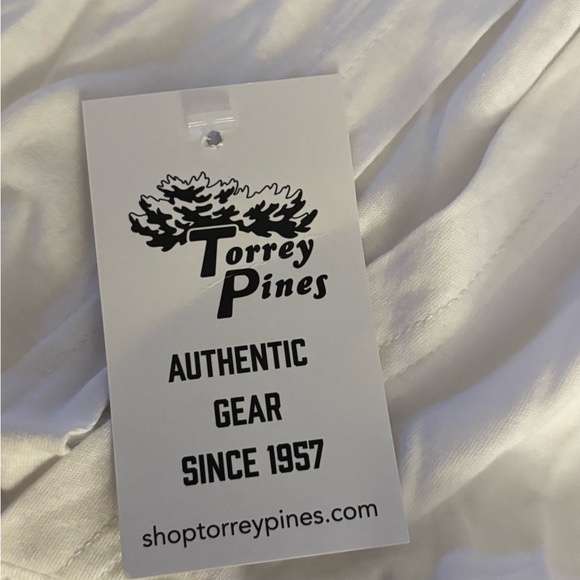 Torrey
Pines
AUTHENTIC
GEAR
SINCE 1957
shoptorreypines.com